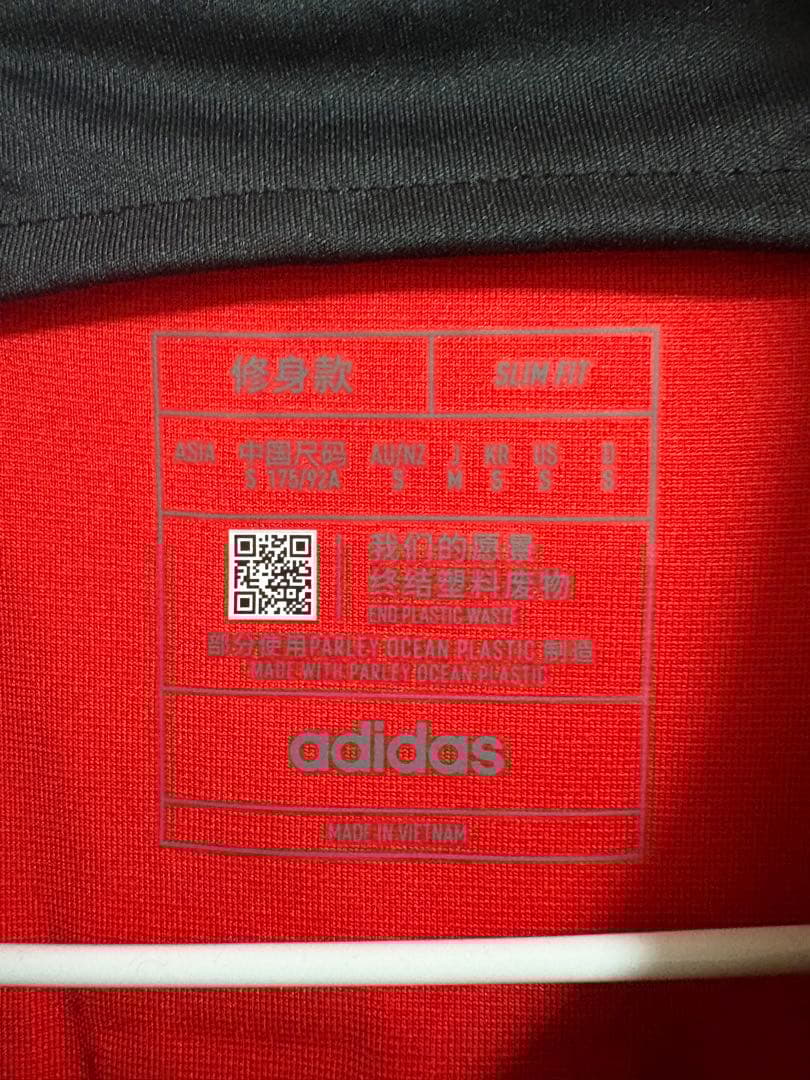 修身款 SLIM FIT
ASIA 中国尺码 AU/NZ J KR US D
S 175/92A S M S S S
我们的愿景
终结塑料废物
END PLASTIC WASTE
部分使用PARLEY OCEAN PLASTIC 制造
MADE WITH PARLEY OCEAN PLASTIC
adidas
MADE IN VIETNAM